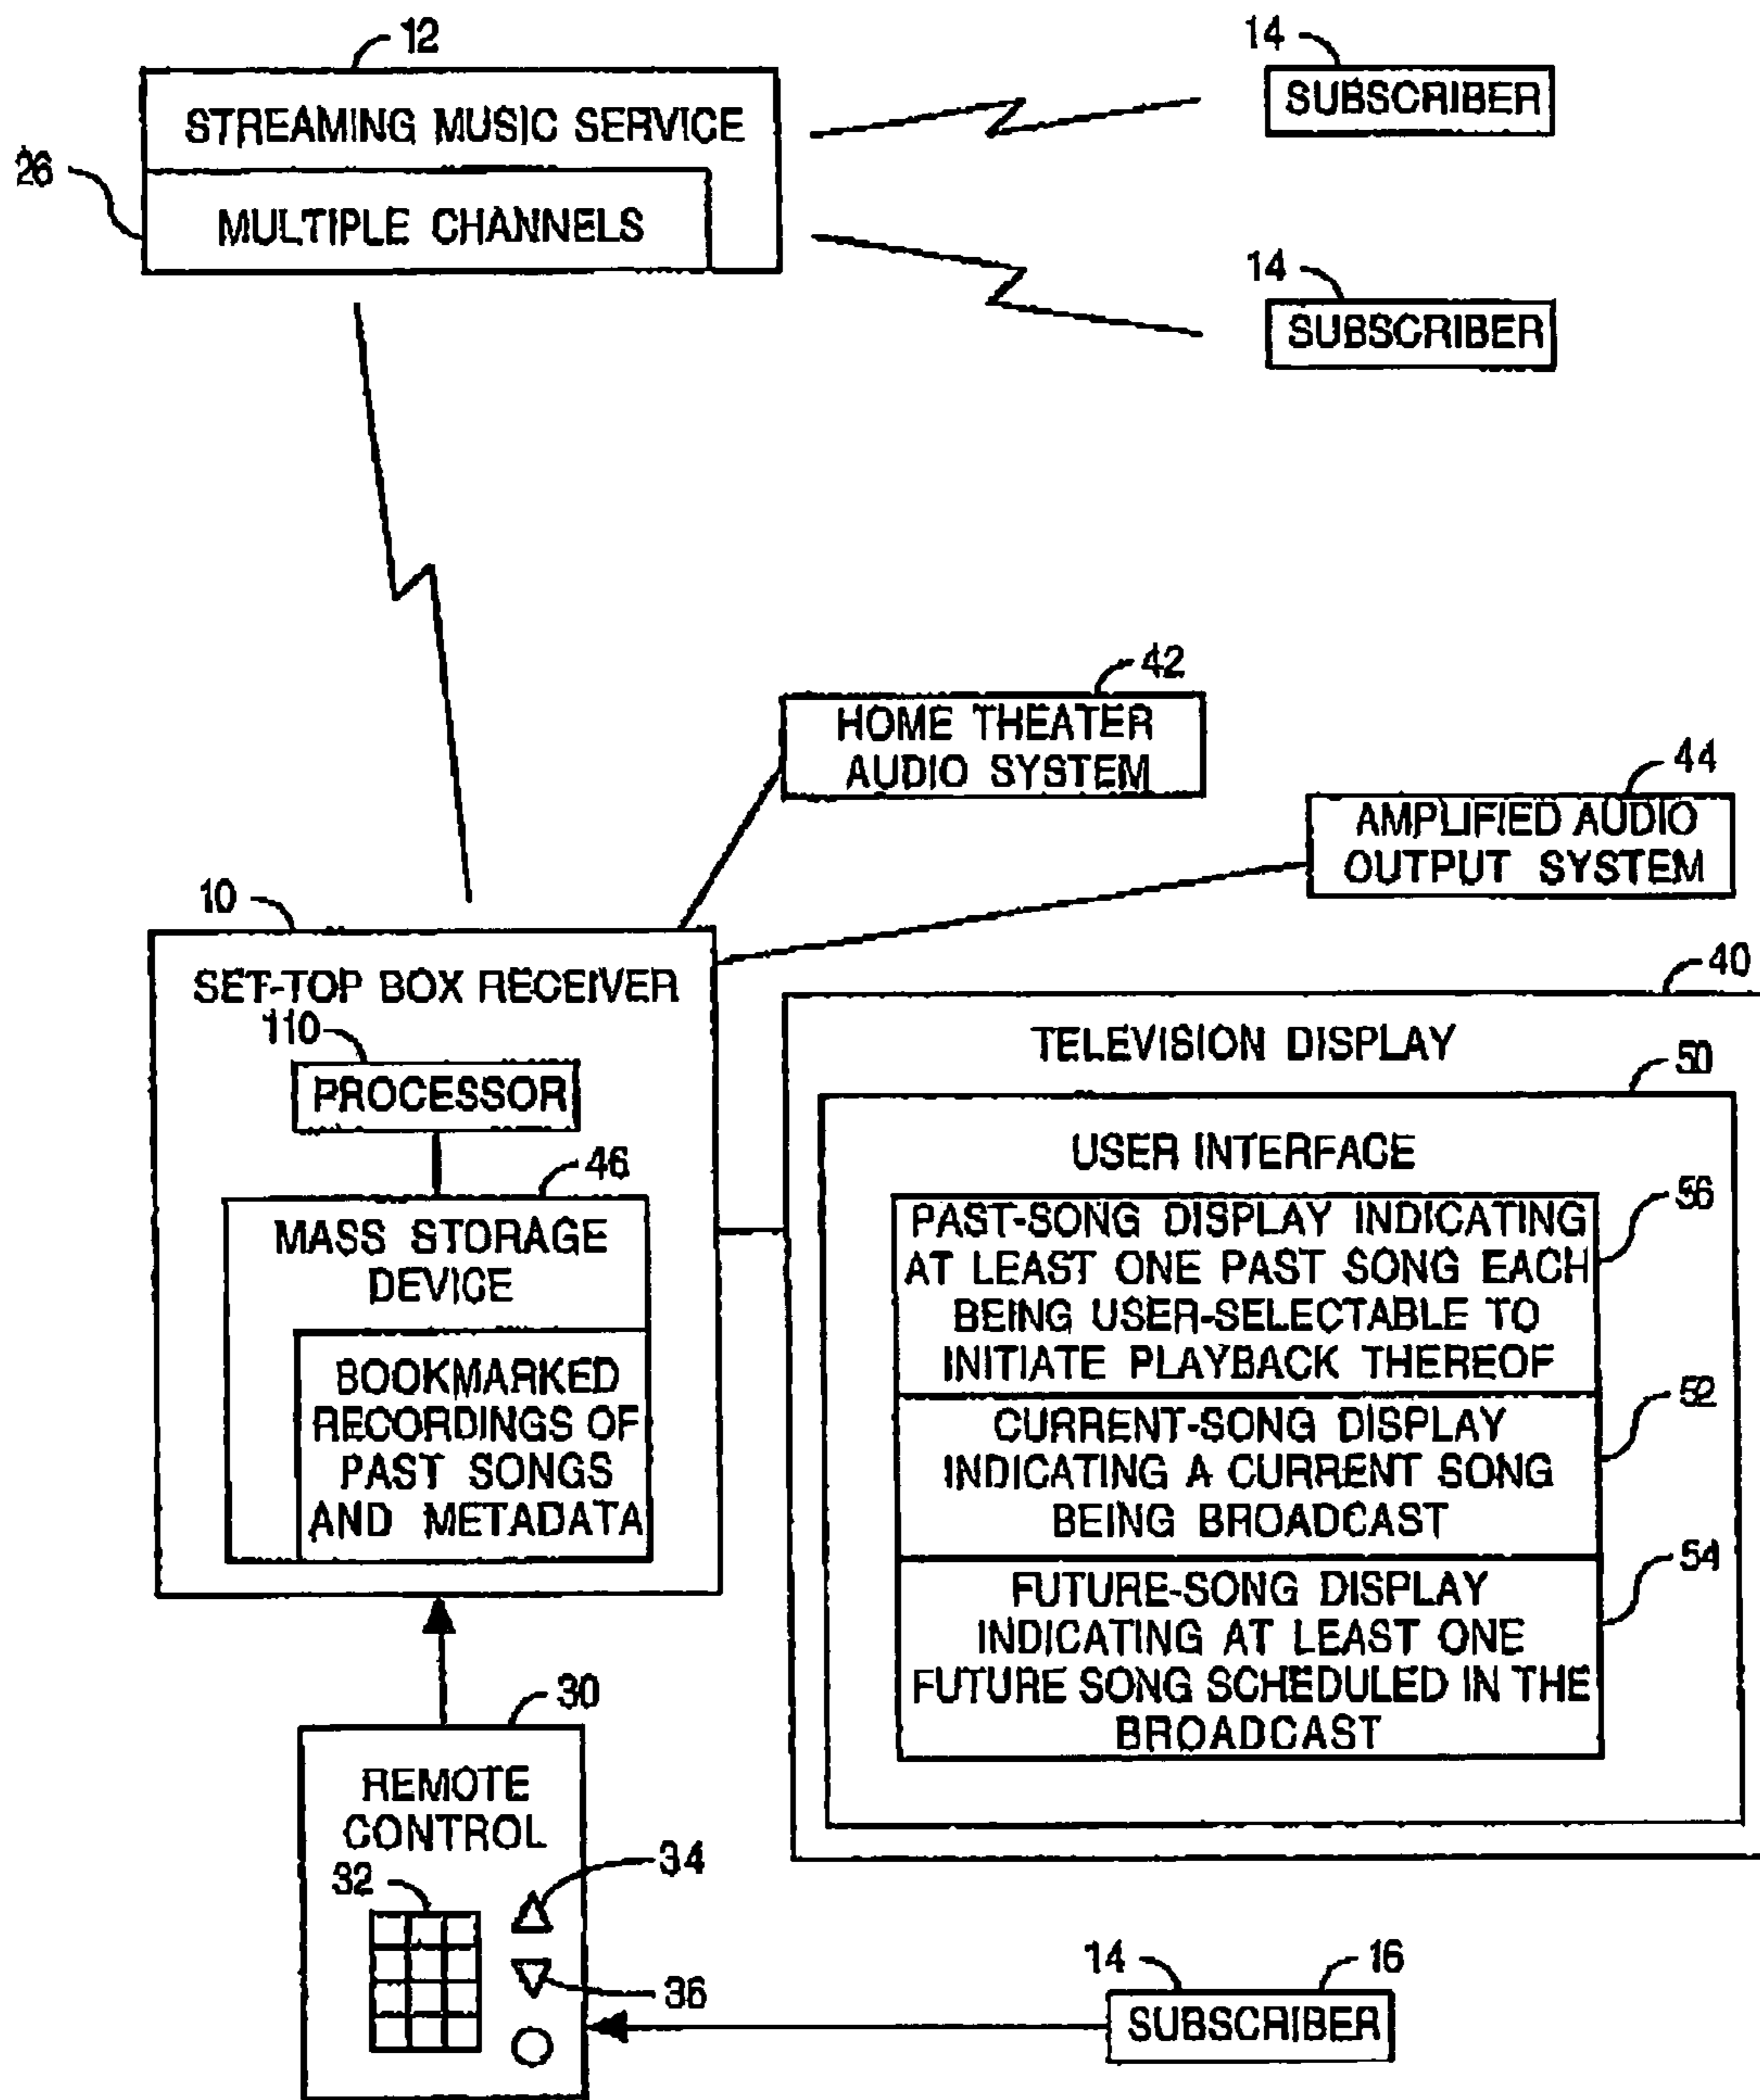 12
STREAMING MUSIC SERVICE
26
MULTIPLE CHANNELS
14
SUBSCRIBER
14
SUBSCRIBER
42
HOME THEATER
AUDIO SYSTEM
44
AMPLIFIED AUDIO
OUTPUT SYSTEM
10
SET-TOP BOX RECEIVER
110
PROCESSOR
46
MASS STORAGE
DEVICE
BOOKMARKED
RECORDINGS OF
PAST SONGS
AND METADATA
40
TELEVISION DISPLAY
50
USER INTERFACE
56
PAST-SONG DISPLAY INDICATING
AT LEAST ONE PAST SONG EACH
BEING USER-SELECTABLE TO
INITIATE PLAYBACK THEREOF
52
CURRENT-SONG DISPLAY
INDICATING A CURRENT SONG
BEING BROADCAST
54
FUTURE-SONG DISPLAY
INDICATING AT LEAST ONE
FUTURE SONG SCHEDULED IN THE
BROADCAST
30
REMOTE
CONTROL
32
34
36
14
16
SUBSCRIBER